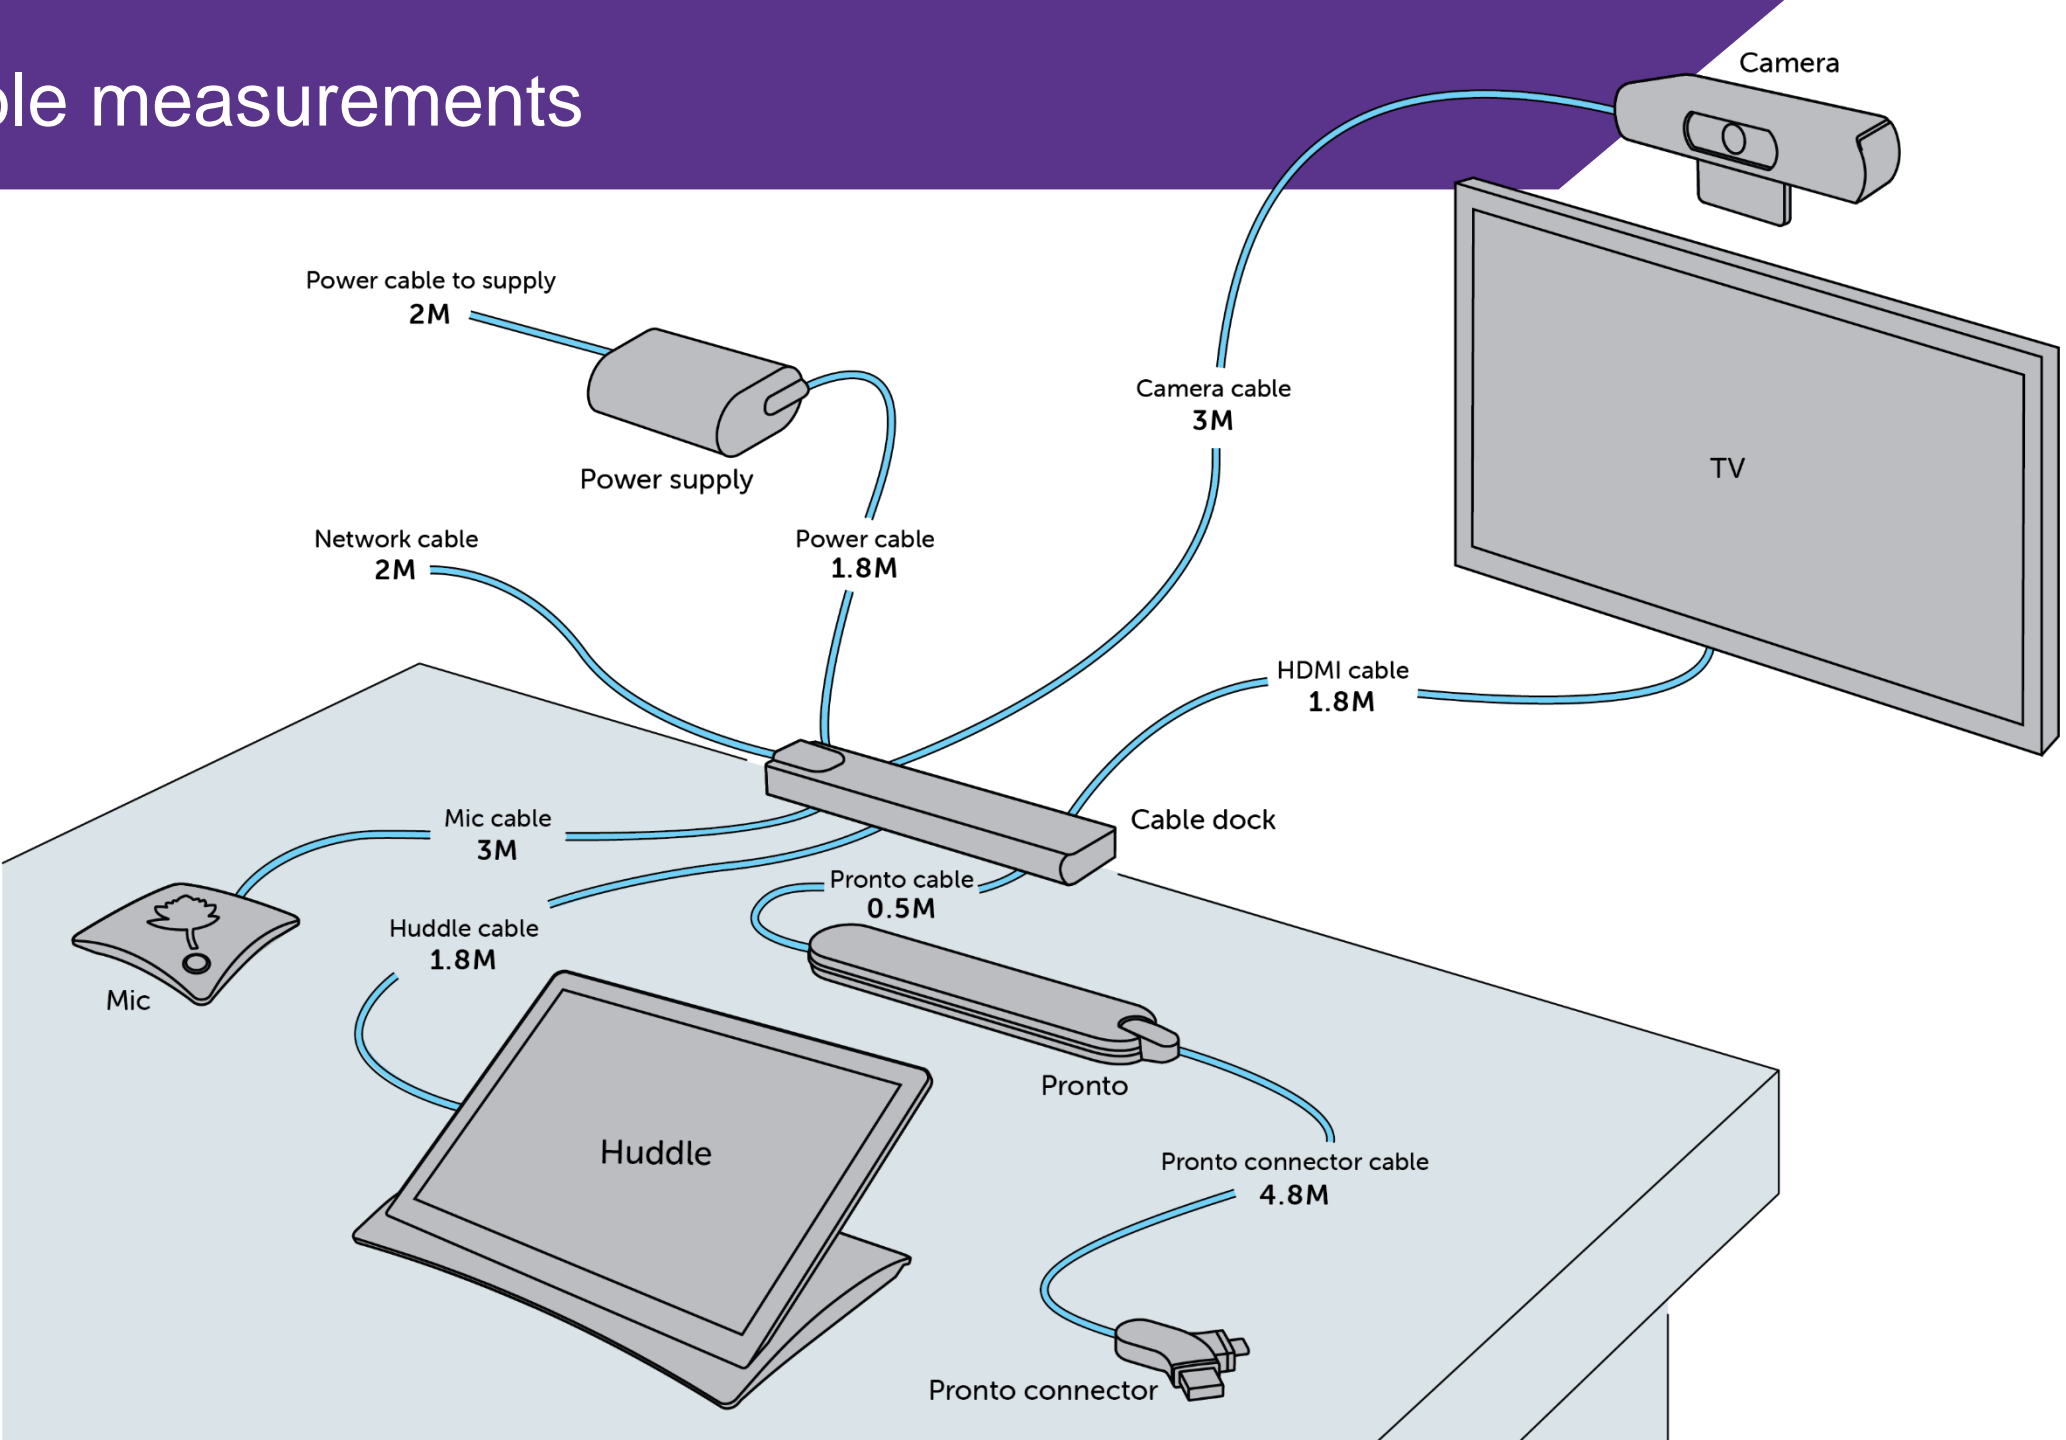 measurements
Camera
Power cable to supply
2M
Camera cable
3M
TV
Power supply
Network cable
2M
Power cable
1.8M
HDMI cable
1.8M
Cable dock
Mic cable
3M
Pronto cable
0.5M
Huddle cable
1.8M
Mic
Pronto
Huddle
Pronto connector cable
4.8M
Pronto connector